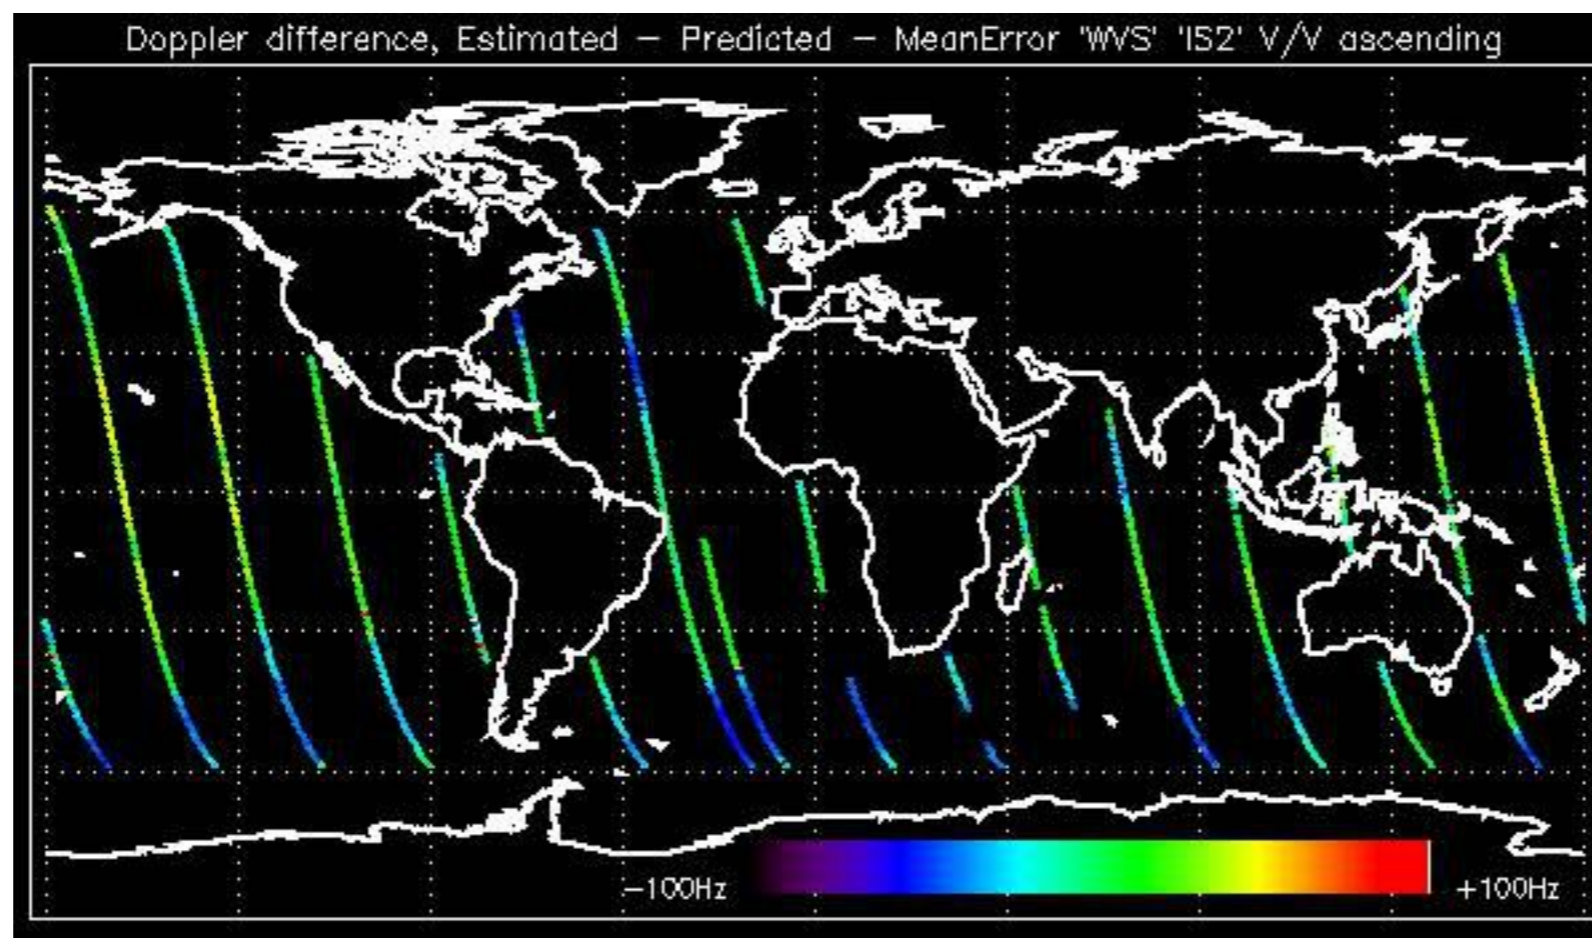 Doppler difference, Estimated – Predicted – MeanError 'WVS' 'IS2' V/V ascending
–100Hz
+100Hz